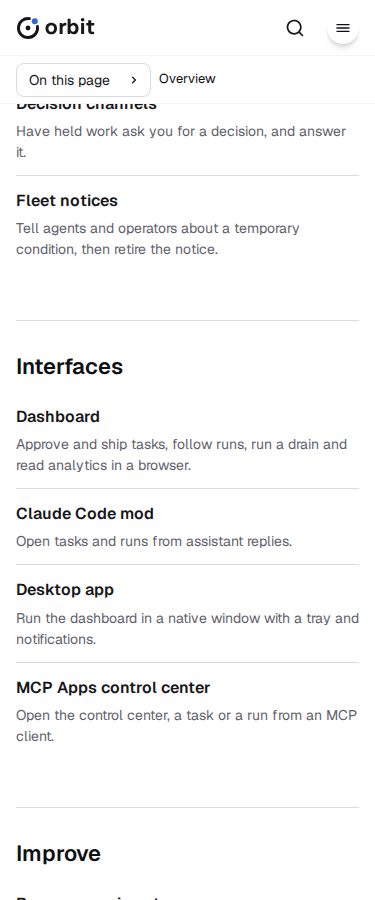 orbit
On this page
Overview
Decision channels
Have held work ask you for a decision, and answer
it.
Fleet notices
Tell agents and operators about a temporary
condition, then retire the notice.
Interfaces
Dashboard
Approve and ship tasks, follow runs, run a drain and
read analytics in a browser.
Claude Code mod
Open tasks and runs from assistant replies.
Desktop app
Run the dashboard in a native window with a tray and
notifications.
MCP Apps control center
Open the control center, a task or a run from an MCP
client.
Improve